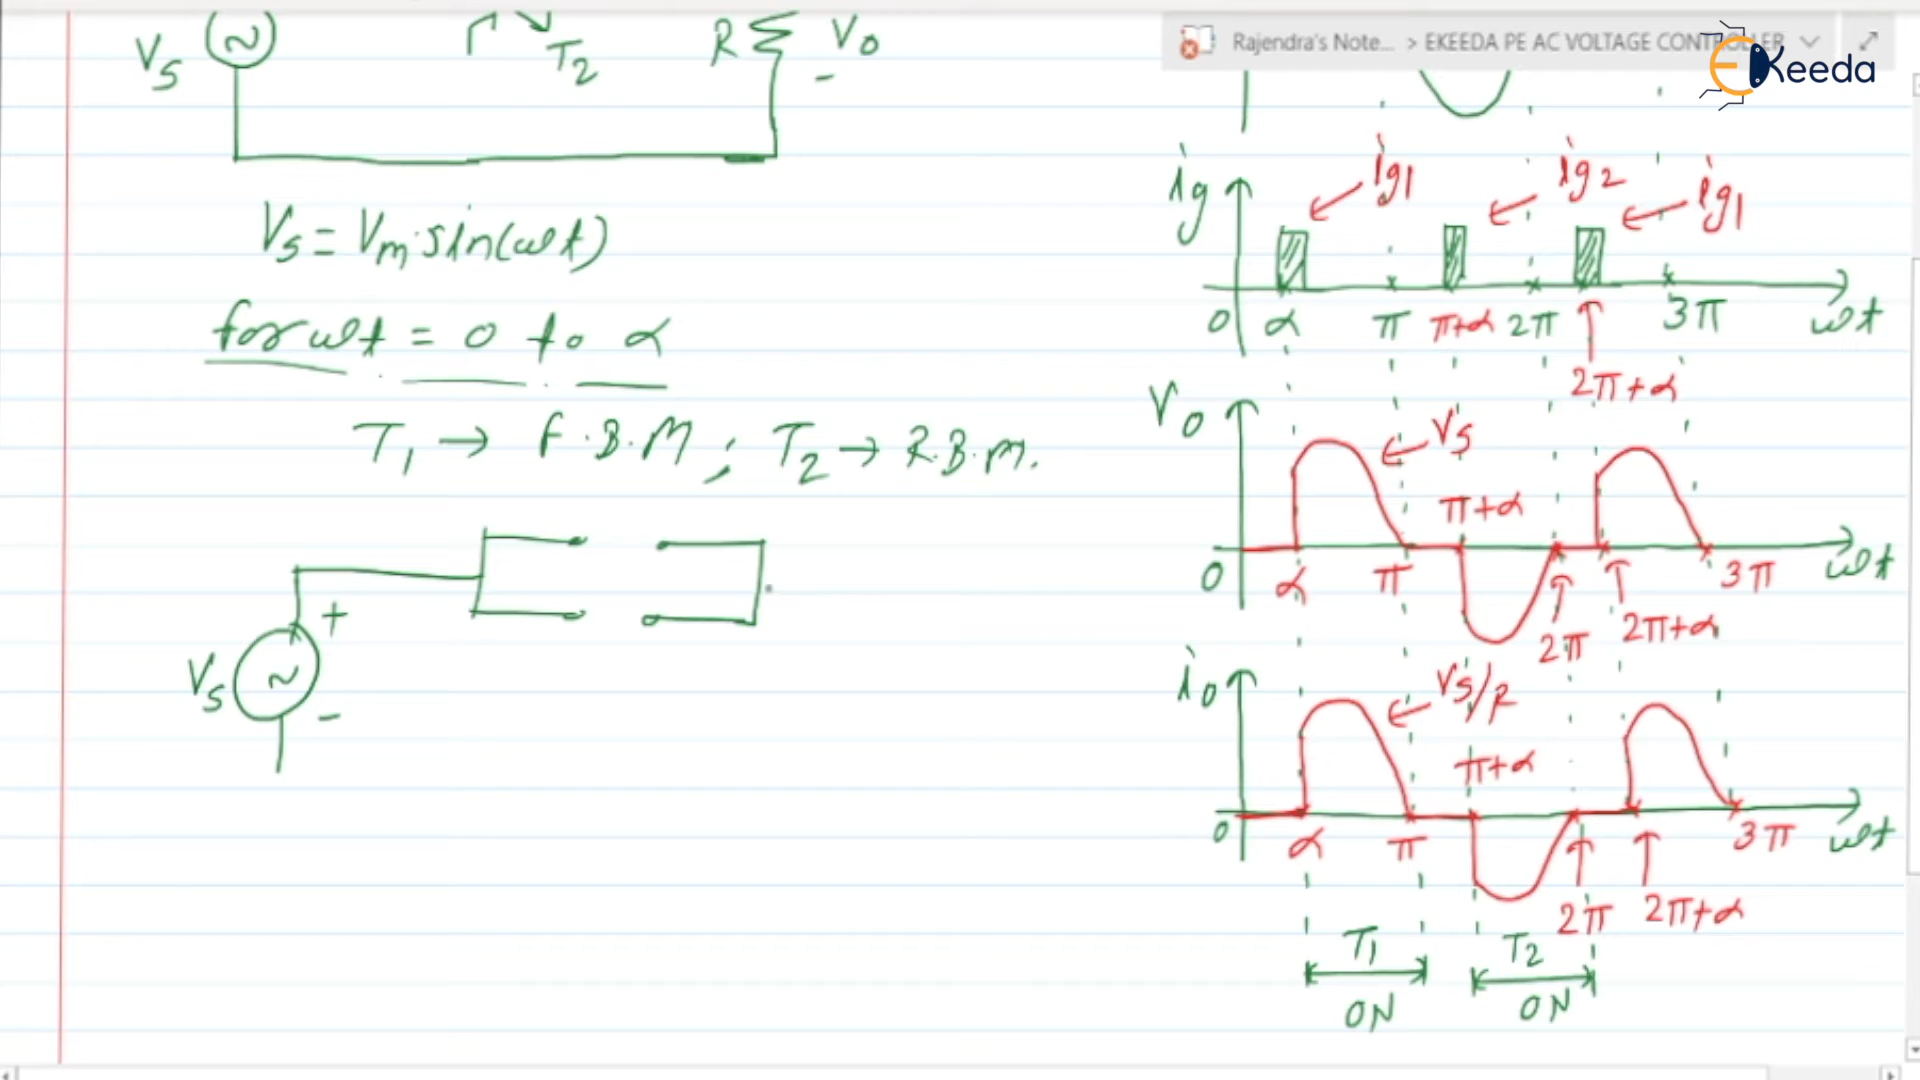 Rajendra's Note... > EKEEDA PE AC VOLTAGE CONTROLLER
EKeeda
Vs
T2
R
Vo
-
Vs = Vm·sin(ωt)
for ωt = 0 to α
T1 → F.B.M ; T2 → R.B.M.
Vs
+
-
ig
ig1
ig2
ig1
0 α π π+α 2π 3π ωt
2π+α
Vo
Vs
π+α
0 α π 3π ωt
2π 2π+α
io
Vs/R
π+α
0 α π 3π ωt
2π 2π+α
T1 T2
ON ON